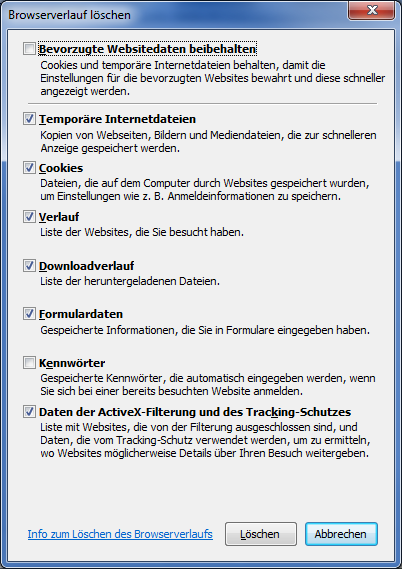 Browserverlauf löschen
Bevorzugte Websitedaten beibehalten
Cookies und temporäre Internetdateien behalten, damit die
Einstellungen für die bevorzugten Websites bewahrt und diese schneller
angezeigt werden.
Temporäre Internetdateien
Kopien von Webseiten, Bildern und Mediendateien, die zur schnelleren
Anzeige gespeichert werden.
Cookies
Dateien, die auf dem Computer durch Websites gespeichert wurden,
um Einstellungen wie z. B. Anmeldeinformationen zu speichern.
Verlauf
Liste der Websites, die Sie besucht haben.
Downloadverlauf
Liste der heruntergeladenen Dateien.
Formulardaten
Gespeicherte Informationen, die Sie in Formulare eingegeben haben.
Kennwörter
Gespeicherte Kennwörter, die automatisch eingegeben werden, wenn
Sie sich bei einer bereits besuchten Website anmelden.
Daten der ActiveX-Filterung und des Tracking-Schutzes
Liste mit Websites, die von der Filterung ausgeschlossen sind, und
Daten, die vom Tracking-Schutz verwendet werden, um zu ermitteln,
wo Websites möglicherweise Details über Ihren Besuch weitergeben.
Info zum Löschen des Browserverlaufs Löschen Abbrechen